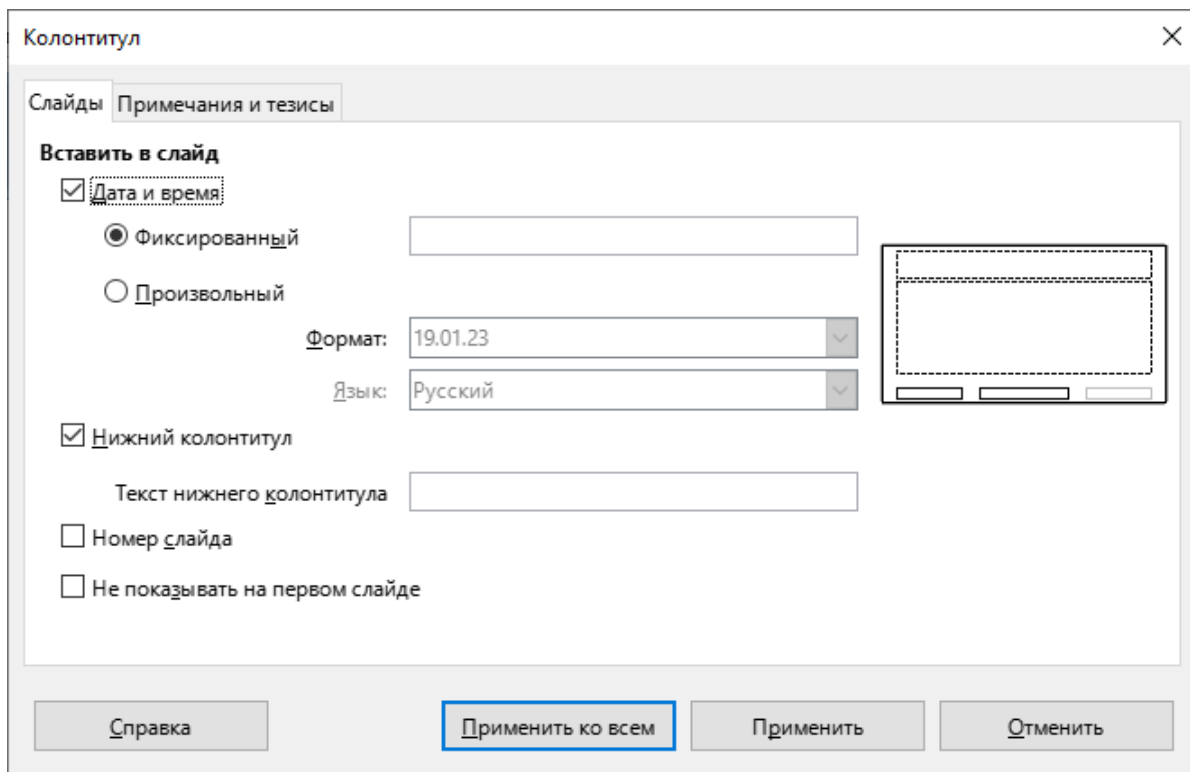 Колонтитул
Слайды Примечания и тезисы
Вставить в слайд
Дата и время
Фиксированный
Произвольный
Формат: 19.01.23
Язык: Русский
Нижний колонтитул
Текст нижнего колонтитула
Номер слайда
Не показывать на первом слайде
Справка Применить ко всем Применить Отменить